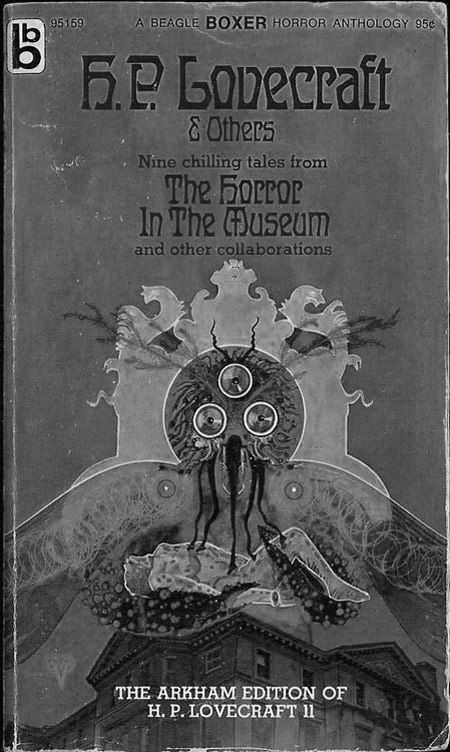 bb
95159
A BEAGLE BOXER HORROR ANTHOLOGY 95¢
H.P. Lovecraft
& Others
Nine chilling tales from
The Horror
In The Museum
and other collaborations
THE ARKHAM EDITION OF
H. P. LOVECRAFT 11